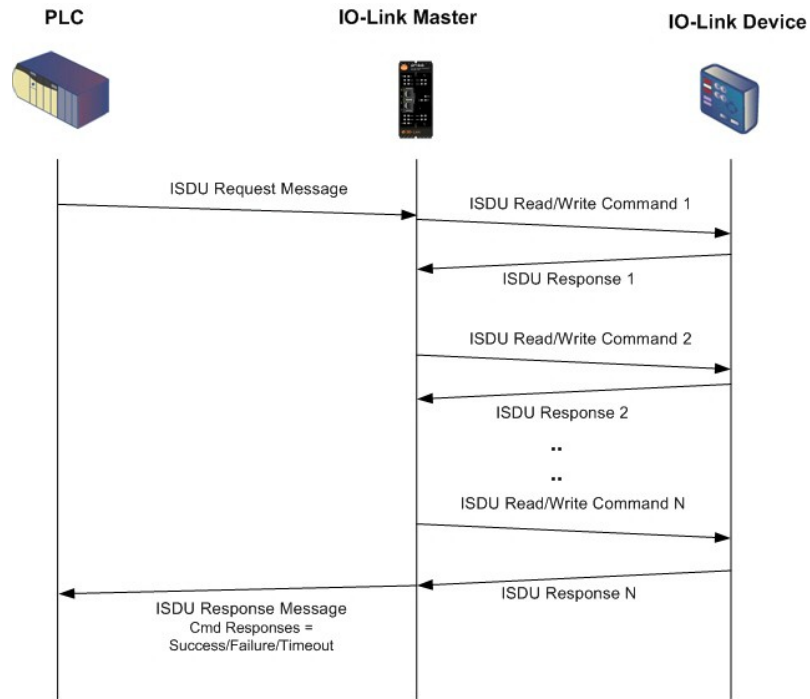 PLC
IO-Link Master
IO-Link Device
ISDU Request Message
ISDU Read/Write Command 1
ISDU Response 1
ISDU Read/Write Command 2
ISDU Response 2
..
..
ISDU Read/Write Command N
ISDU Response N
ISDU Response Message
Cmd Responses =
Success/Failure/Timeout